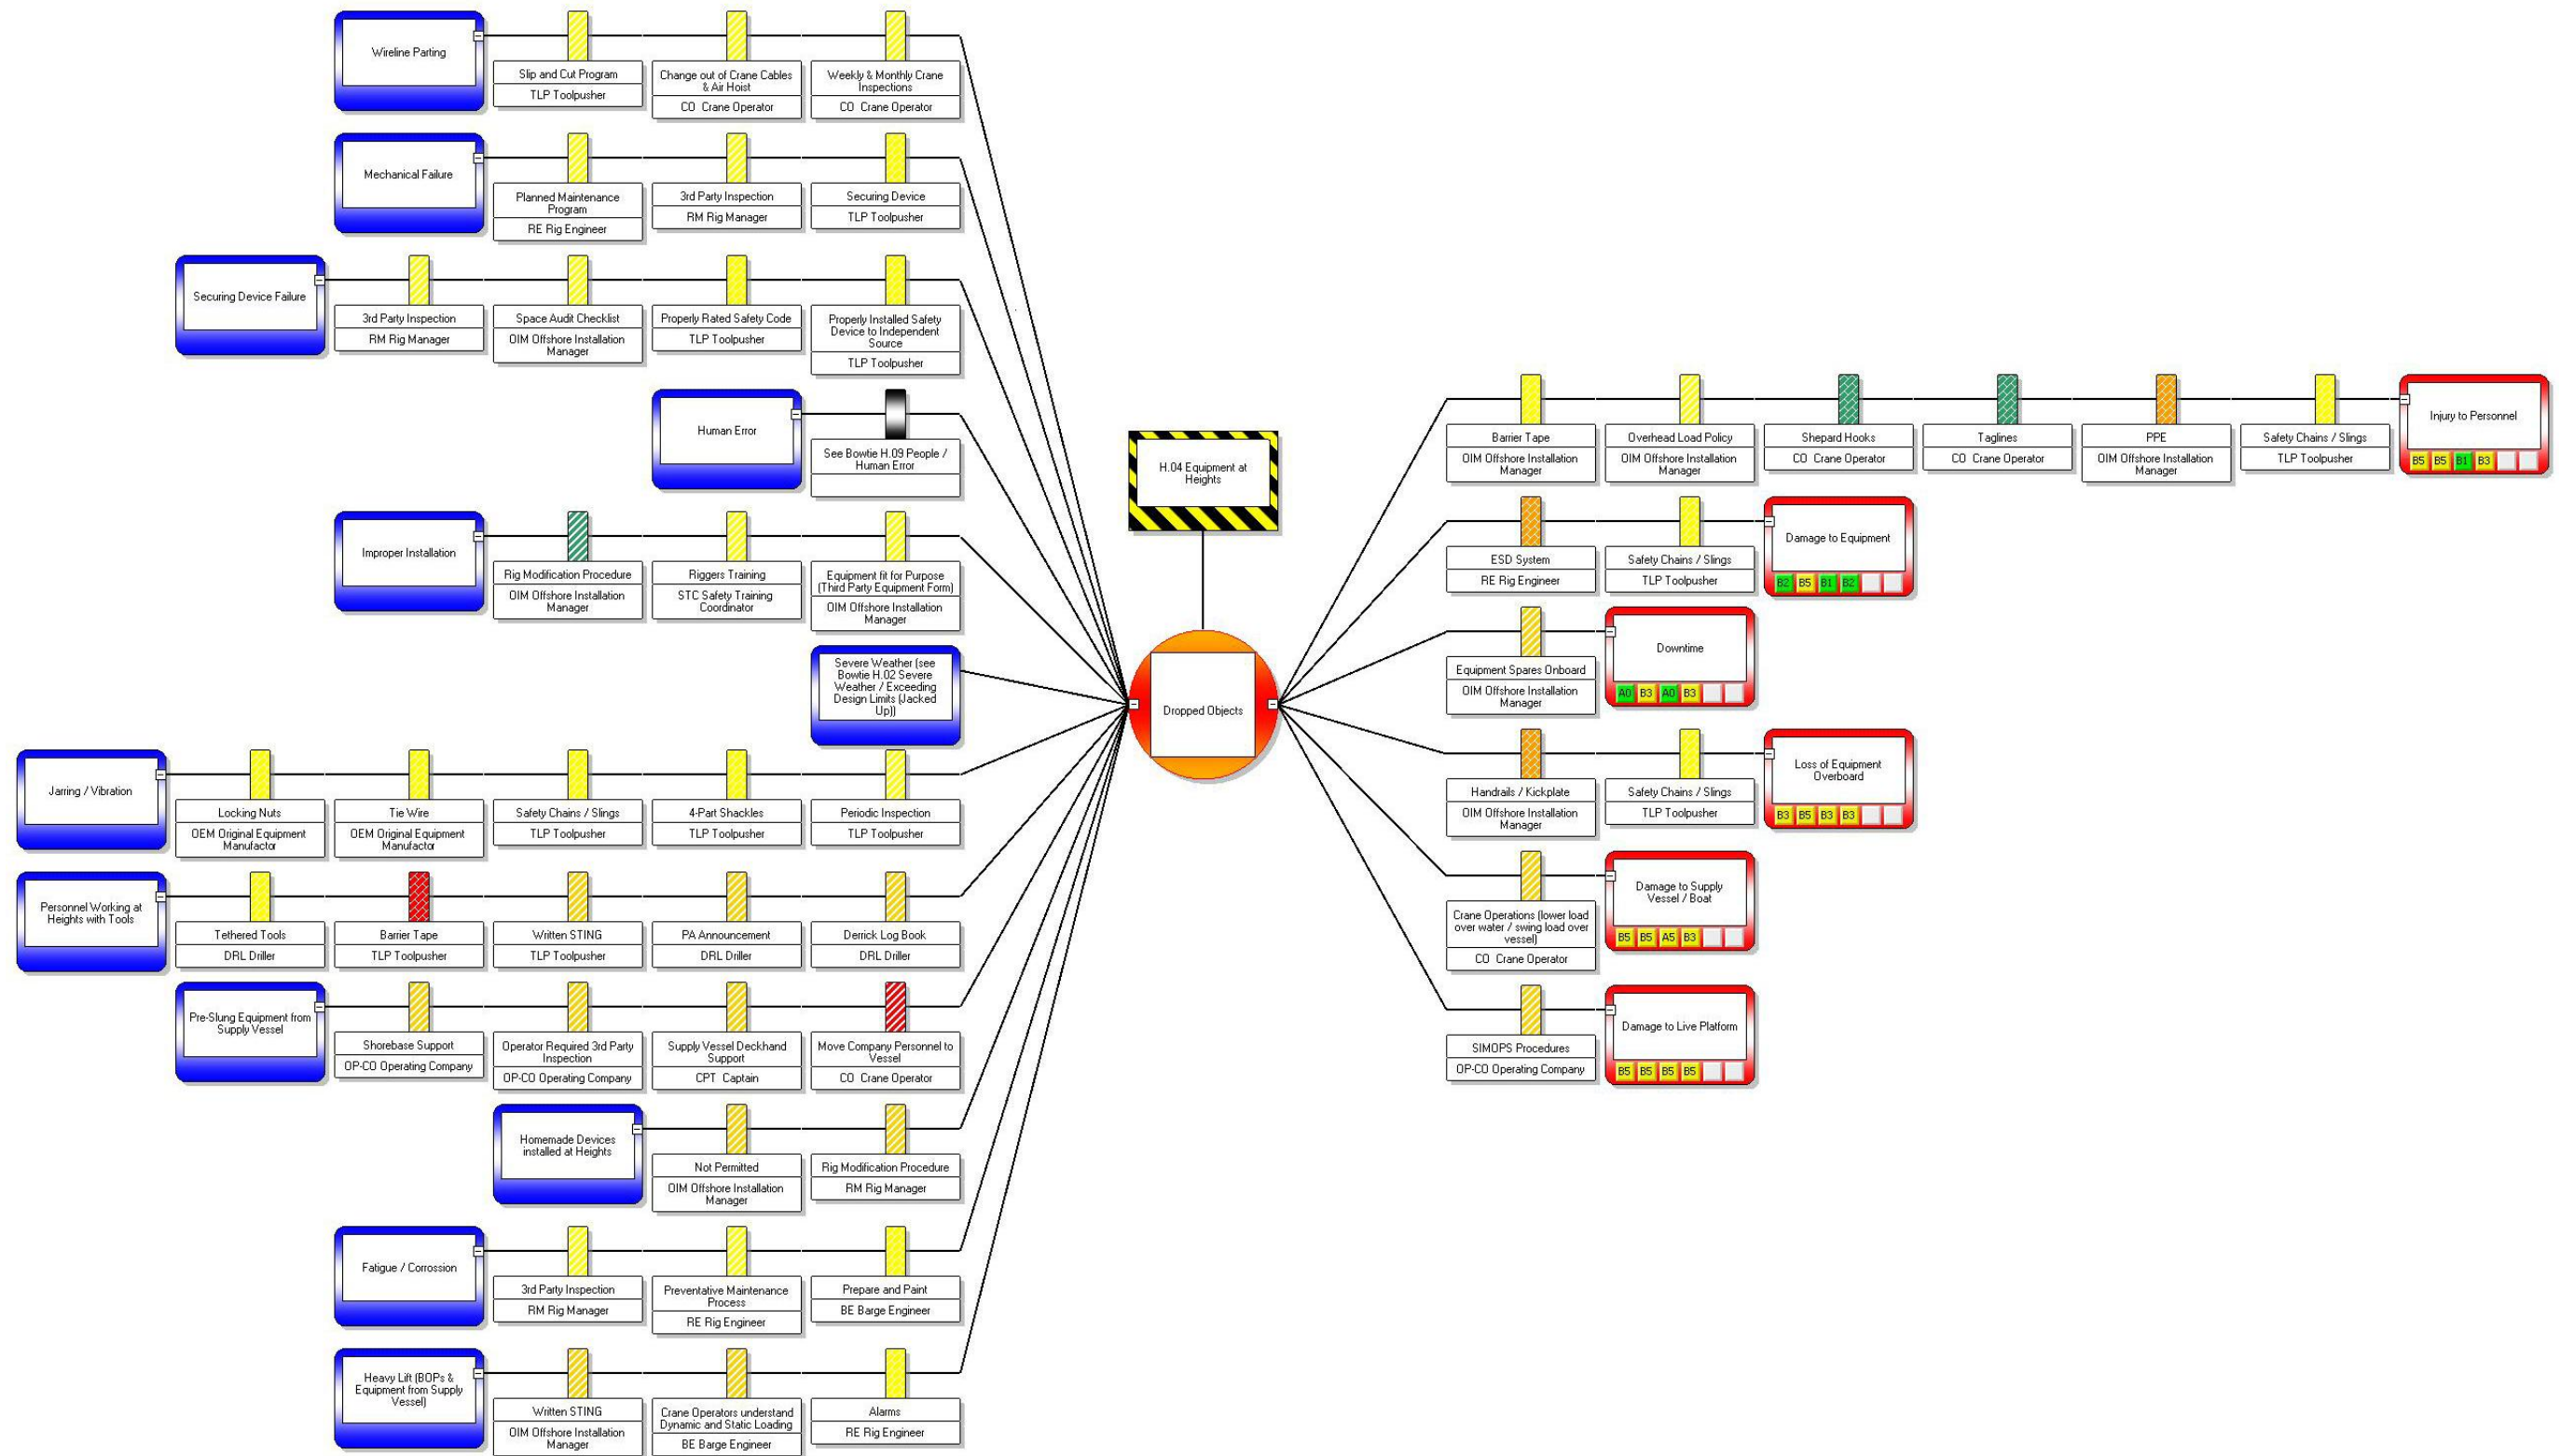 Wireline Parting
Slip and Cut Program
TLP Toolpusher
Change out of Crane Cables
& Air Hoist
CO  Crane Operator
Weekly & Monthly Crane
Inspections
CO  Crane Operator
Mechanical Failure
Planned Maintenance
Program
RE Rig Engineer
3rd Party Inspection
RM Rig Manager
Securing Device
TLP Toolpusher
Securing Device Failure
3rd Party Inspection
RM Rig Manager
Space Audit Checklist
OIM Offshore Installation
Manager
Properly Rated Safety Code
TLP Toolpusher
Properly Installed Safety
Device to Independent
Source
TLP Toolpusher
Human Error
See Bowtie H.09 People /
Human Error
Improper Installation
Rig Modification Procedure
OIM Offshore Installation
Manager
Riggers Training
STC Safety Training
Coordinator
Equipment fit for Purpose
(Third Party Equipment Form)
OIM Offshore Installation
Manager
Severe Weather (see
Bowtie H.02 Severe
Weather / Exceeding
Design Limits (Jacked
Up))
Jarring / Vibration
Locking Nuts
OEM Original Equipment
Manufactor
Tie Wire
OEM Original Equipment
Manufactor
Safety Chains / Slings
TLP Toolpusher
4-Part Shackles
TLP Toolpusher
Periodic Inspection
TLP Toolpusher
Personnel Working at
Heights with Tools
Tethered Tools
DRL Driller
Barrier Tape
TLP Toolpusher
Written STING
TLP Toolpusher
PA Announcement
DRL Driller
Derrick Log Book
DRL Driller
Pre-Slung Equipment from
Supply Vessel
Shorebase Support
OP-CO Operating Company
Operator Required 3rd Party
Inspection
OP-CO Operating Company
Supply Vessel Deckhand
Support
CPT  Captain
Move Company Personnel to
Vessel
CO  Crane Operator
Homemade Devices
installed at Heights
Not Permitted
OIM Offshore Installation
Manager
Rig Modification Procedure
RM Rig Manager
Fatigue / Corrossion
3rd Party Inspection
RM Rig Manager
Preventative Maintenance
Process
RE Rig Engineer
Prepare and Paint
BE Barge Engineer
Heavy Lift (BOPs &
Equipment from Supply
Vessel)
Written STING
OIM Offshore Installation
Manager
Crane Operators understand
Dynamic and Static Loading
BE Barge Engineer
Alarms
RE Rig Engineer
H.04 Equipment at
Heights
Dropped Objects
Barrier Tape
OIM Offshore Installation
Manager
Overhead Load Policy
OIM Offshore Installation
Manager
Shepard Hooks
CO  Crane Operator
Taglines
CO  Crane Operator
PPE
OIM Offshore Installation
Manager
Safety Chains / Slings
TLP Toolpusher
Injury to Personnel
B5 B5 B1 B3
ESD System
RE Rig Engineer
Safety Chains / Slings
TLP Toolpusher
Damage to Equipment
B2 B5 B1 B2
Equipment Spares Onboard
OIM Offshore Installation
Manager
Downtime
A0 B3 A0 B3
Handrails / Kickplate
OIM Offshore Installation
Manager
Safety Chains / Slings
TLP Toolpusher
Loss of Equipment
Overboard
B3 B5 B3 B3
Crane Operations (lower load
over water / swing load over
vessel)
CO  Crane Operator
Damage to Supply
Vessel / Boat
B5 B5 A5 B3
SIMOPS Procedures
OP-CO Operating Company
Damage to Live Platform
B5 B5 B5 B5